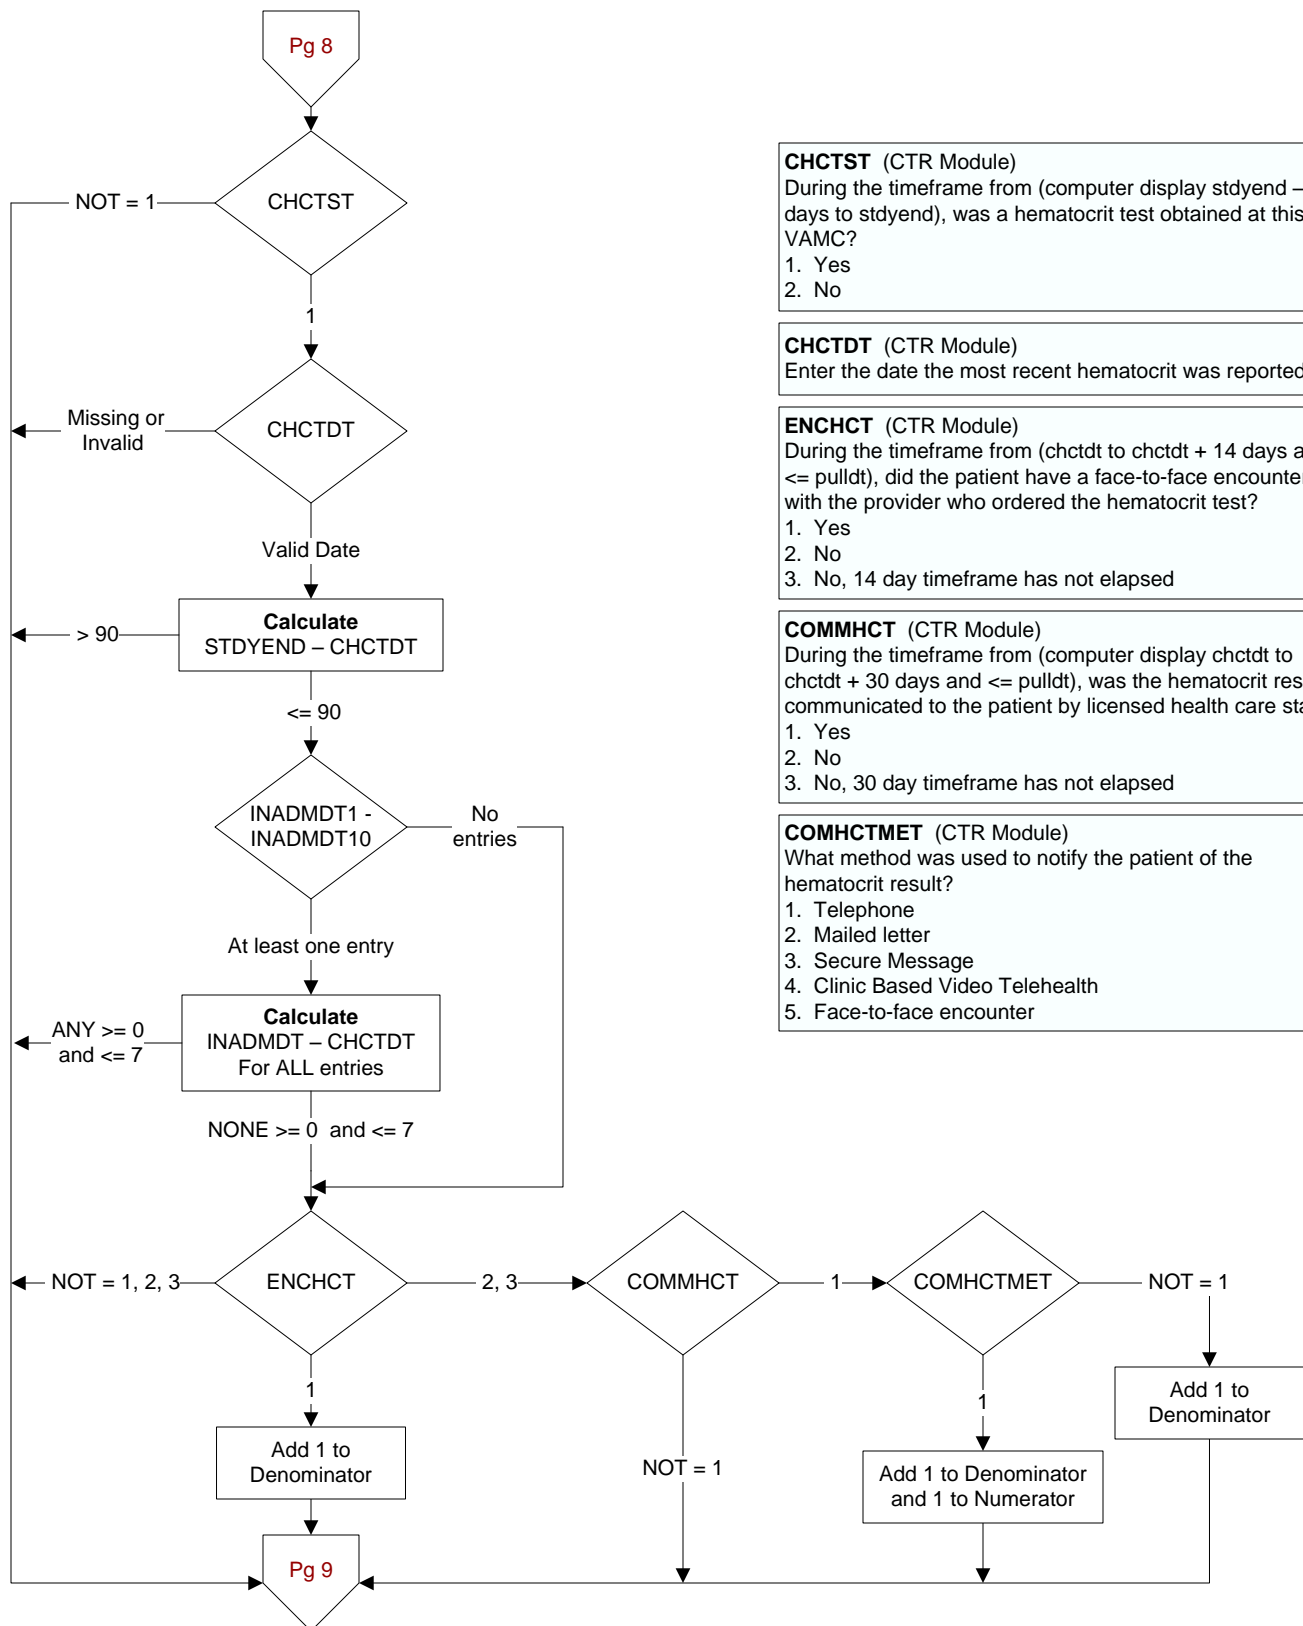 Pg 8
CHCTST
NOT = 1
1
CHCTDT
Missing or
Invalid
Valid Date
Calculate
STDYEND – CHCTDT
> 90
<= 90
INADMDT1 -
INADMDT10
No
entries
At least one entry
Calculate
INADMDT – CHCTDT
For ALL entries
ANY >= 0
and <= 7
NONE >= 0  and <= 7
NOT = 1, 2, 3
ENCHCT
2, 3
COMMHCT
1
COMHCTMET
NOT = 1
1
Add 1 to
Denominator
NOT = 1
1
Add 1 to Denominator
and 1 to Numerator
Add 1 to
Denominator
Pg 9
CHCTST  (CTR Module)
During the timeframe from (computer display stdyend –
days to stdyend), was a hematocrit test obtained at this
VAMC?
1.  Yes
2.  No
CHCTDT  (CTR Module)
Enter the date the most recent hematocrit was reported
ENCHCT  (CTR Module)
During the timeframe from (chctdt to chctdt + 14 days
<= pulldt), did the patient have a face-to-face encounter
with the provider who ordered the hematocrit test?
1.  Yes
2.  No
3.  No, 14 day timeframe has not elapsed
COMMHCT  (CTR Module)
During the timeframe from (computer display chctdt to
chctdt + 30 days and <= pulldt), was the hematocrit
communicated to the patient by licensed health care
1.  Yes
2.  No
3.  No, 30 day timeframe has not elapsed
COMHCTMET  (CTR Module)
What method was used to notify the patient of the
hematocrit result?
1.  Telephone
2.  Mailed letter
3.  Secure Message
4.  Clinic Based Video Telehealth
5.  Face-to-face encounter